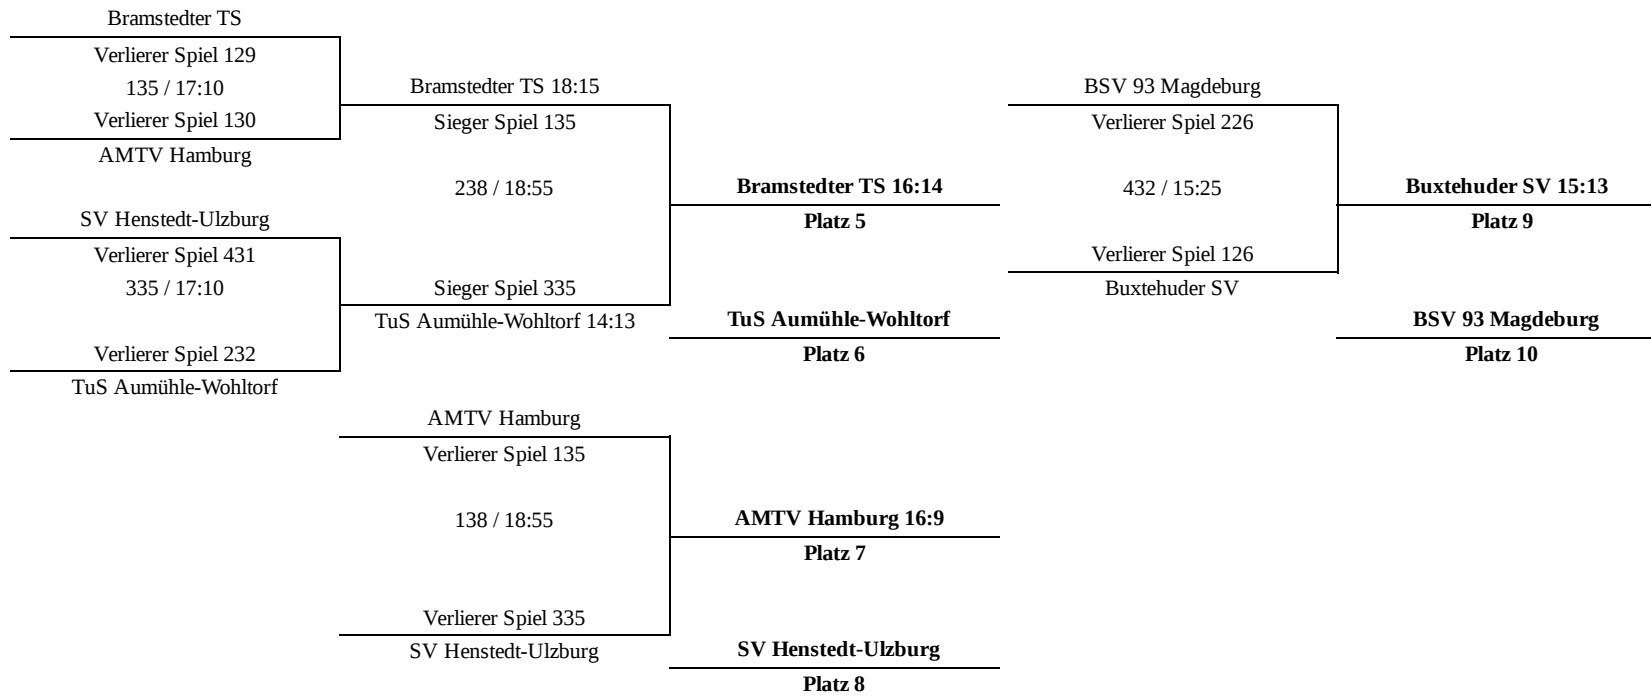 Bramstedter TS
Verlierer Spiel 129
135 / 17:10
Verlierer Spiel 130
AMTV Hamburg
SV Henstedt-Ulzburg
Verlierer Spiel 431
335 / 17:10
Verlierer Spiel 232
TuS Aumühle-Wohltorf
Bramstedter TS 18:15
Sieger Spiel 135
238 / 18:55
Sieger Spiel 335
TuS Aumühle-Wohltorf 14:13
AMTV Hamburg
Verlierer Spiel 135
138 / 18:55
Verlierer Spiel 335
SV Henstedt-Ulzburg
Bramstedter TS 16:14
Platz 5
TuS Aumühle-Wohltorf
Platz 6
AMTV Hamburg 16:9
Platz 7
SV Henstedt-Ulzburg
Platz 8
BSV 93 Magdeburg
Verlierer Spiel 226
432 / 15:25
Verlierer Spiel 126
Buxtehuder SV
Buxtehuder SV 15:13
Platz 9
BSV 93 Magdeburg
Platz 10